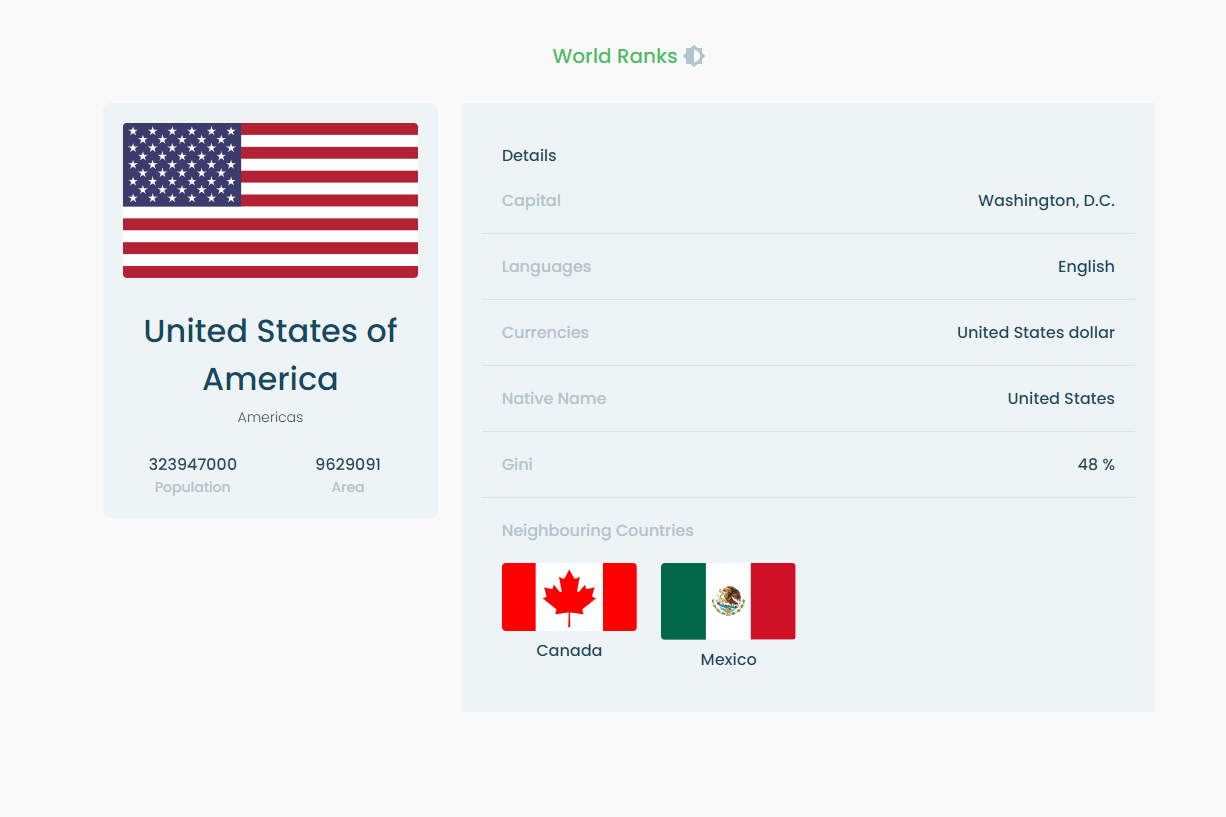 World Ranks
United States of
America
Americas
323947000
Population
9629091
Area
Details
Capital
Washington, D.C.
Languages
English
Currencies
United States dollar
Native Name
United States
Gini
48 %
Neighbouring Countries
Canada
Mexico